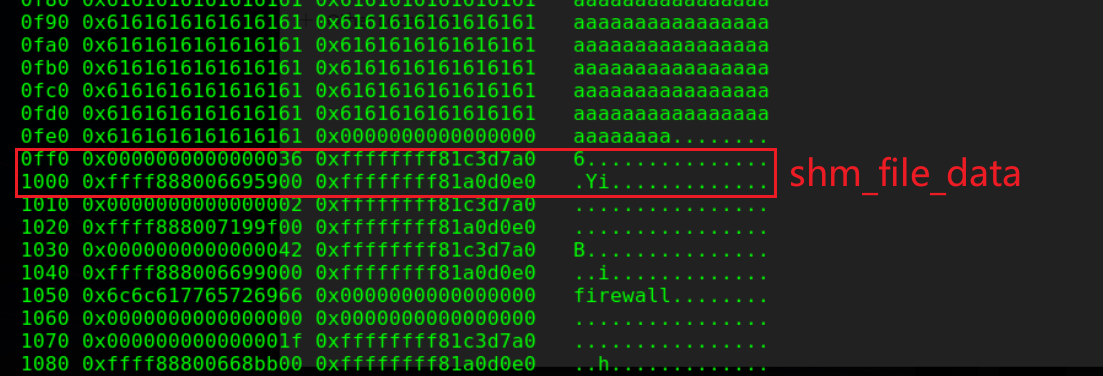 0f80 0x6161616161616161 0x6161616161616161 aaaaaaaaaaaaaaaa
0f90 0x6161616161616161 0x6161616161616161 aaaaaaaaaaaaaaaa
0fa0 0x6161616161616161 0x6161616161616161 aaaaaaaaaaaaaaaa
0fb0 0x6161616161616161 0x6161616161616161 aaaaaaaaaaaaaaaa
0fc0 0x6161616161616161 0x6161616161616161 aaaaaaaaaaaaaaaa
0fd0 0x6161616161616161 0x6161616161616161 aaaaaaaaaaaaaaaa
0fe0 0x6161616161616161 0x0000000000000000 aaaaaaaa........
0ff0 0x0000000000000036 0xffffffff81c3d7a0 6...............
1000 0xffff888006695900 0xffffffff81a0d0e0 .Yi.............
shm_file_data
1010 0x0000000000000002 0xffffffff81c3d7a0 ................
1020 0xffff888007199f00 0xffffffff81a0d0e0 ................
1030 0x0000000000000042 0xffffffff81c3d7a0 B...............
1040 0xffff888006699000 0xffffffff81a0d0e0 ..i.............
1050 0x6c6c617765726966 0x0000000000000000 firewall........
1060 0x0000000000000000 0x0000000000000000 ................
1070 0x000000000000001f 0xffffffff81c3d7a0 ................
1080 0xffff88800668bb00 0xffffffff81a0d0e0 ..h.............